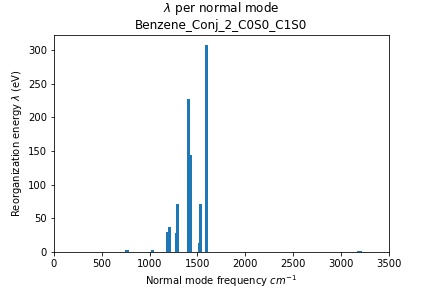 λ per normal mode
Benzene_Conj_2_C0S0_C1S0
Reorganization energy λ (eV)
300
250
200
150
100
50
0
0 500 1000 1500 2000 2500 3000 3500
Normal mode frequency cm⁻¹